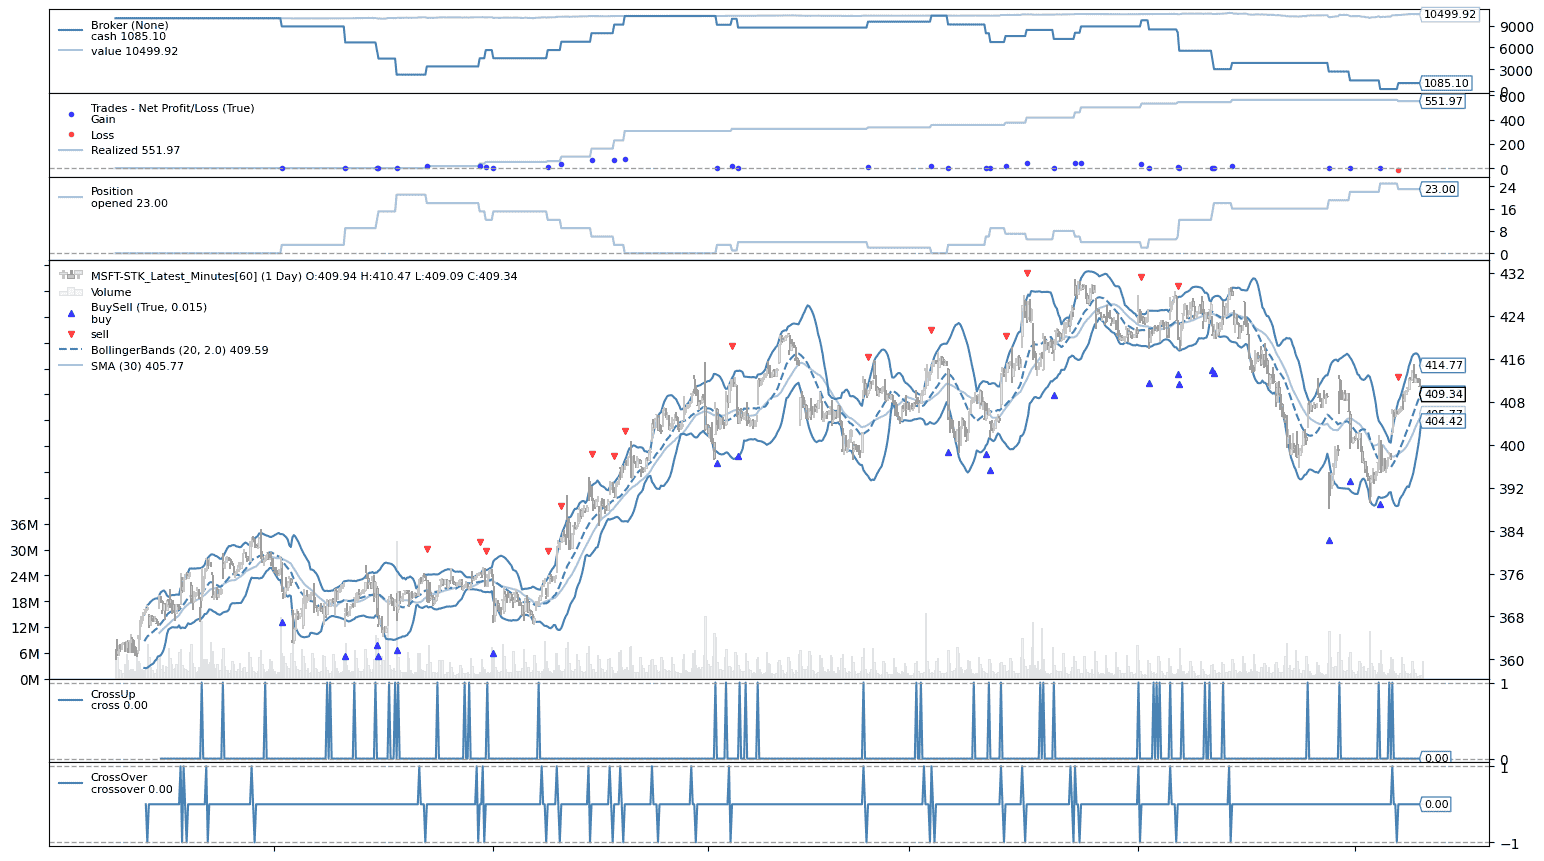 Broker (None)
cash 1085.10
value 10499.92
10499.92
9000
6000
3000
0
1085.10
Trades - Net Profit/Loss (True)
Gain
Loss
Realized 551.97
600
551.97
400
200
0
Position
opened 23.00
24
23.00
16
8
0
MSFT-STK_Latest_Minutes[60] (1 Day) O:409.94 H:410.47 L:409.09 C:409.34
Volume
BuySell (True, 0.015)
buy
sell
BollingerBands (20, 2.0) 409.59
SMA (30) 405.77
432
424
416
414.77
409.34
408
405.77
404.42
400
392
384
376
368
360
36M
30M
24M
18M
12M
6M
0M
CrossUp
cross 0.00
1
0.00
0
CrossOver
crossover 0.00
1
0.00
−1